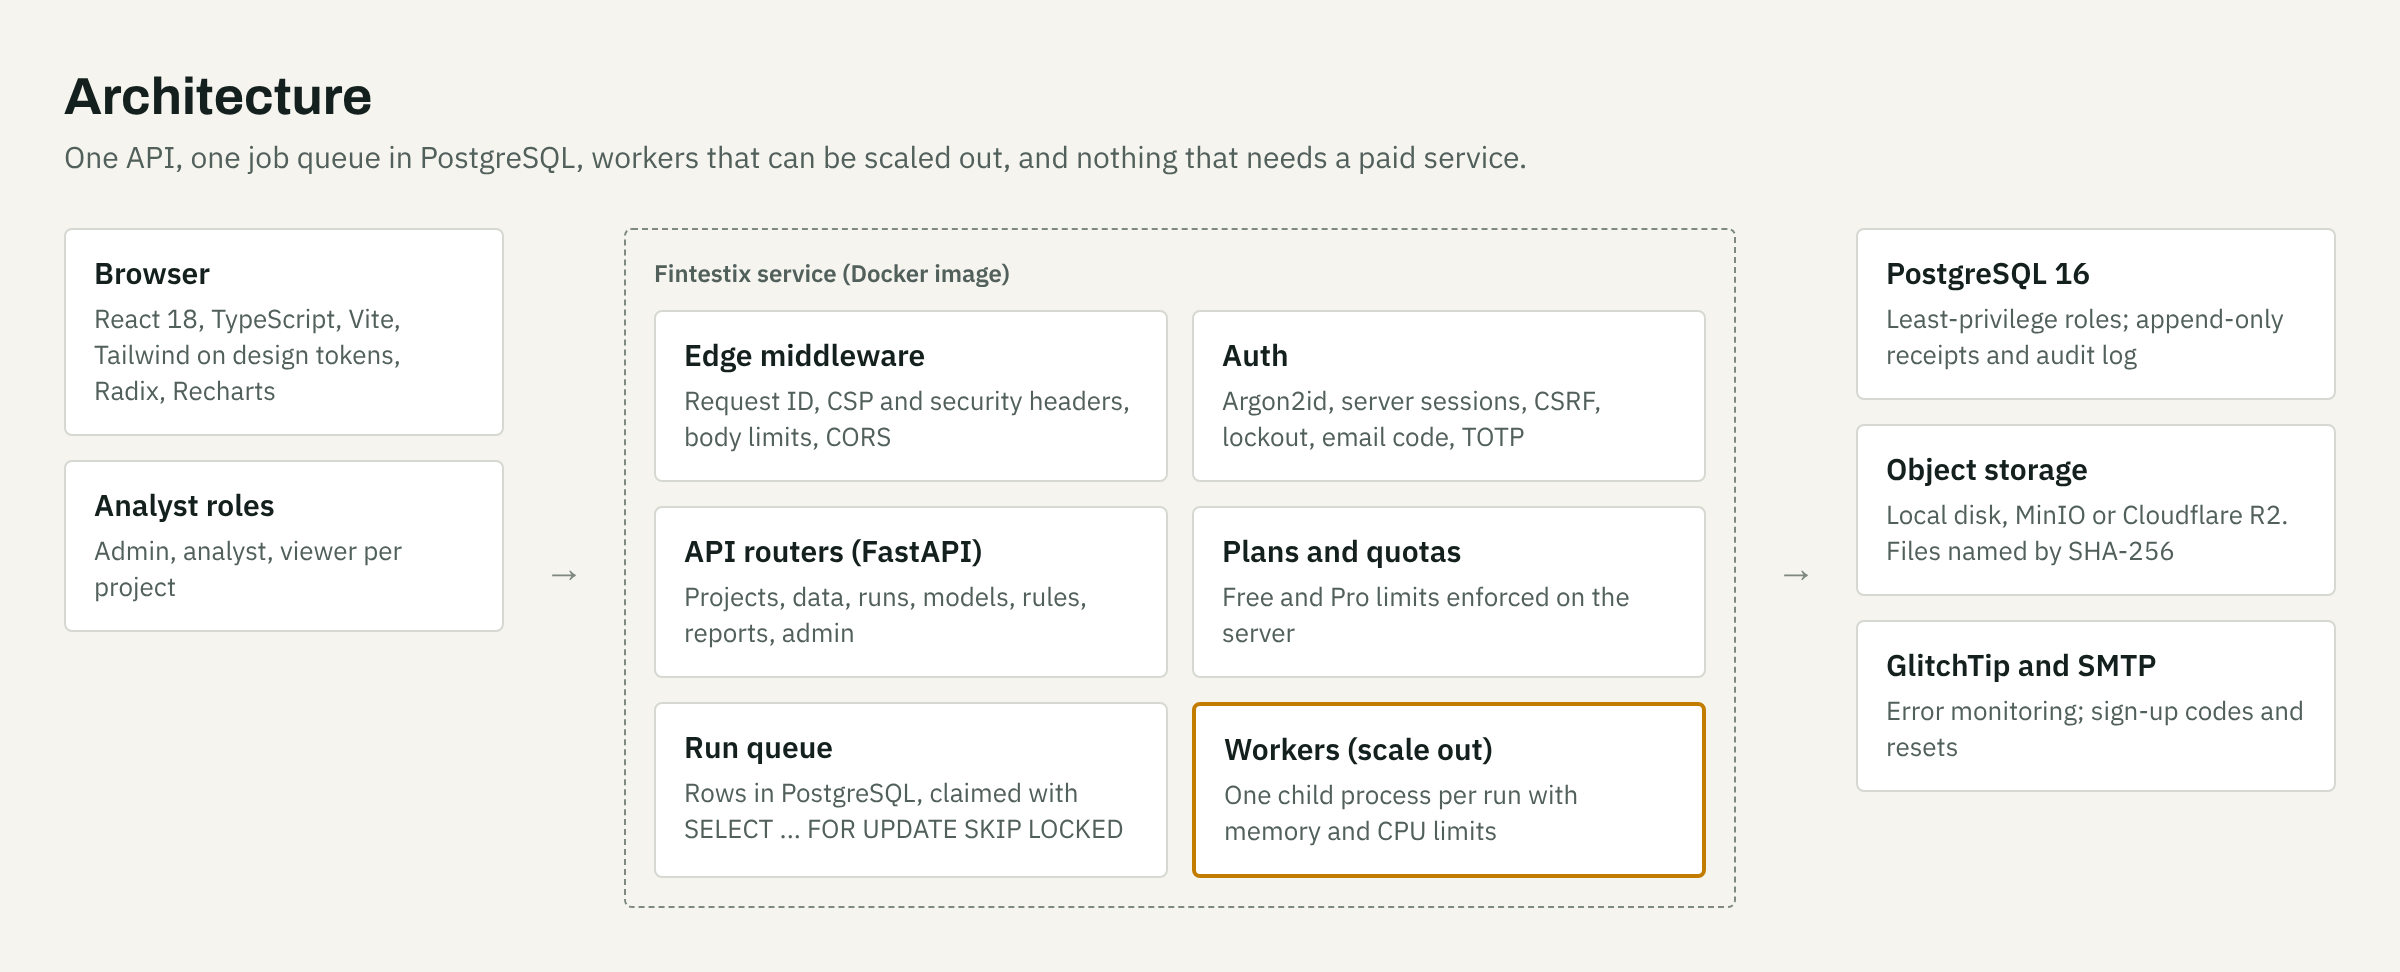 Architecture
One API, one job queue in PostgreSQL, workers that can be scaled out, and nothing that needs a paid service.
Browser
React 18, TypeScript, Vite,
Tailwind on design tokens,
Radix, Recharts
Analyst roles
Admin, analyst, viewer per
project
→
Fintestix service (Docker image)
Edge middleware
Request ID, CSP and security headers,
body limits, CORS
Auth
Argon2id, server sessions, CSRF,
lockout, email code, TOTP
API routers (FastAPI)
Projects, data, runs, models, rules,
reports, admin
Plans and quotas
Free and Pro limits enforced on the
server
Run queue
Rows in PostgreSQL, claimed with
SELECT ... FOR UPDATE SKIP LOCKED
Workers (scale out)
One child process per run with
memory and CPU limits
→
PostgreSQL 16
Least-privilege roles; append-only
receipts and audit log
Object storage
Local disk, MinIO or Cloudflare R2.
Files named by SHA-256
GlitchTip and SMTP
Error monitoring; sign-up codes and
resets